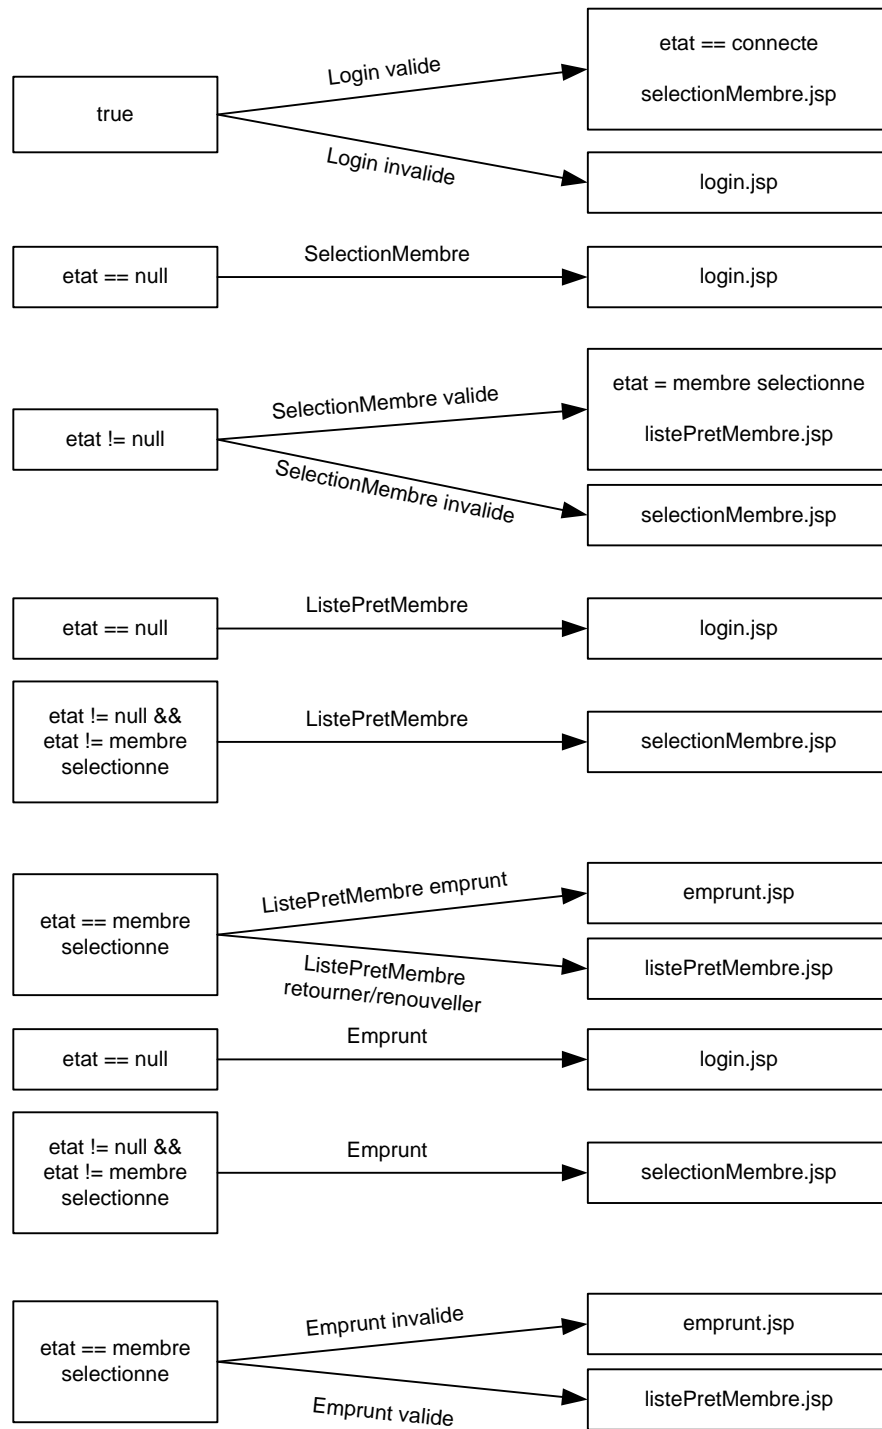 etat == connecte
Login valide
selectionMembre.jsp
true
Login invalide
login.jsp
SelectionMembre
etat == null
login.jsp
etat = membre selectionne
SelectionMembre valide
listePretMembre.jsp
etat != null
SelectionMembre invalide
selectionMembre.jsp
ListePretMembre
etat == null
login.jsp
etat != null &&
etat != membre
selectionne
ListePretMembre
selectionMembre.jsp
ListePretMembre emprunt
emprunt.jsp
etat == membre
selectionne
ListePretMembre
retourner/renouveller
listePretMembre.jsp
Emprunt
etat == null
login.jsp
etat != null &&
etat != membre
selectionne
Emprunt
selectionMembre.jsp
Emprunt invalide
emprunt.jsp
etat == membre
selectionne
Emprunt valide
listePretMembre.jsp